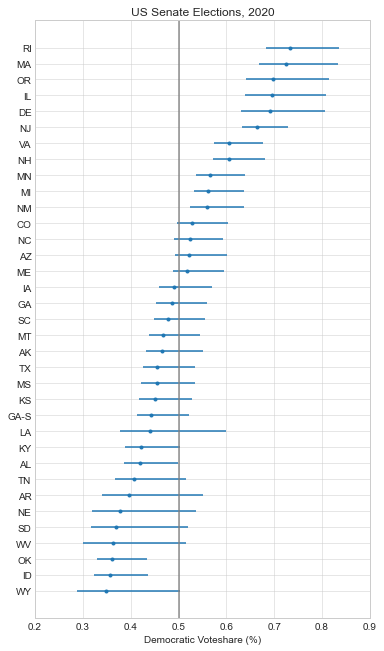 US Senate Elections, 2020
RI
MA
OR
IL
DE
NJ
VA
NH
MN
MI
NM
CO
NC
AZ
ME
IA
GA
SC
MT
AK
TX
MS
KS
GA-S
LA
KY
AL
TN
AR
NE
SD
WV
OK
ID
WY
0.2 0.3 0.4 0.5 0.6 0.7 0.8 0.9
Democratic Voteshare (%)